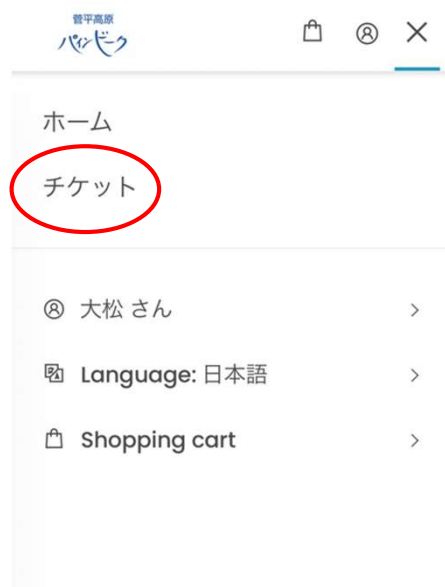 菅平高原
パインビーク
ホーム
チケット
大松 さん
Language: 日本語
Shopping cart